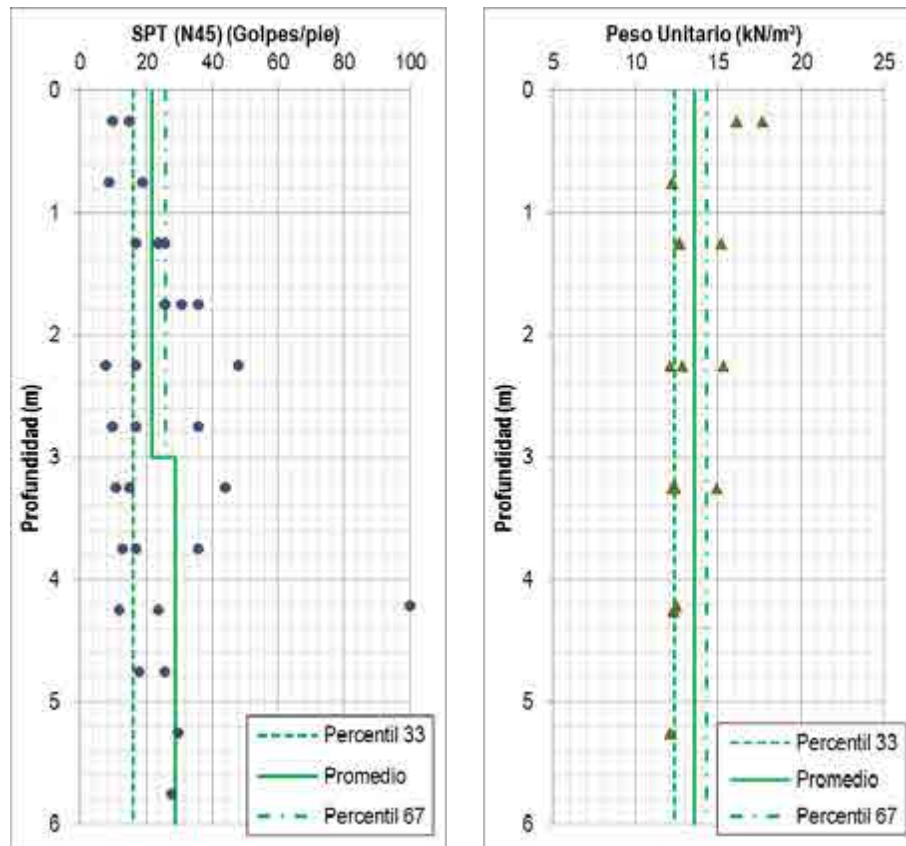 SPT (N45) (Golpes/pie)
0 20 40 60 80 100
0
1
2
3
4
5
6
Profundidad (m)
Percentil 33
Promedio
Percentil 67
Peso Unitario (kN/m³)
5 10 15 20 25
0
1
2
3
4
5
6
Profundidad (m)
Percentil 33
Promedio
Percentil 67